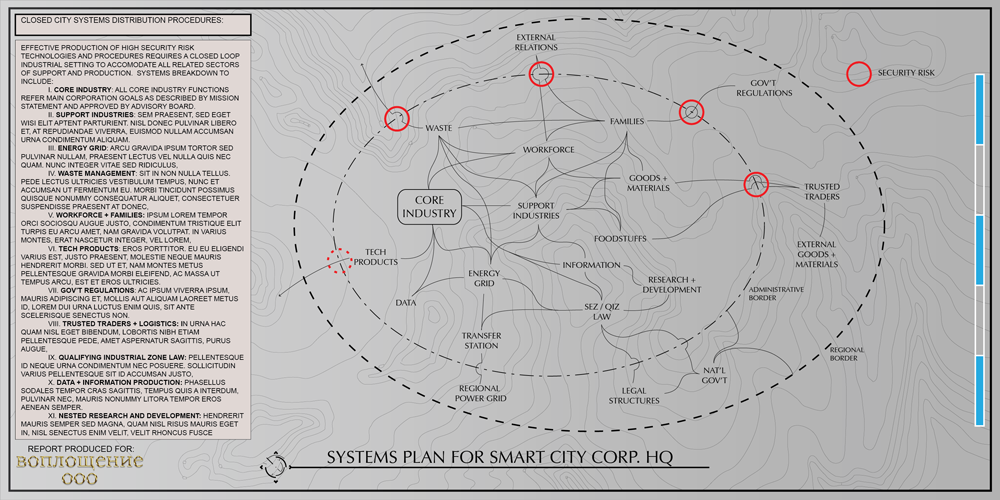 CLOSED CITY SYSTEMS DISTRIBUTION PROCEDURES:
EFFECTIVE PRODUCTION OF HIGH SECURITY RISK
TECHNOLOGIES AND PROCEDURES REQUIRES A CLOSED LOOP
INDUSTRIAL SETTING TO ACCOMODATE ALL RELATED SECTORS
OF SUPPORT AND PRODUCTION. SYSTEMS BREAKDOWN TO
INCLUDE:
I. CORE INDUSTRY: ALL CORE INDUSTRY FUNCTIONS
REFER MAIN CORPORATION GOALS AS DESCRIBED BY MISSION
STATEMENT AND APPROVED BY ADVISORY BOARD.
II. SUPPORT INDUSTRIES: SEM PRAESENT, SED EGET
WISI ELIT APTENT PARTURIENT. NISL DONEC PULVINAR LIBERO
ET, AT REPUDIANDAE VIVERRA, EUISMOD NULLAM ACCUMSAN
URNA CONDIMENTUM ALIQUAM.
III. ENERGY GRID: ARCU GRAVIDA IPSUM TORTOR SED
PULVINAR NULLAM, PRAESENT LECTUS VEL NULLA QUIS NEC
QUAM. NUNC INTEGER VITAE SED RIDICULUS,
IV. WASTE MANAGEMENT: SIT IN NON NULLA TELLUS.
PEDE LECTUS ULTRICIES VESTIBULUM TEMPUS, NUNC ET
ACCUMSAN UT FERMENTUM EU. MORBI TINCIDUNT POSSIMUS
QUISQUE NONUMMY CONSEQUATUR ALIQUET, CONSECTETUER
SUSPENDISSE PRAESENT AT DONEC,
V. WORKFORCE + FAMILIES: IPSUM LOREM TEMPOR
ORCI SOCIOSQU AUGUE JUSTO, CONDIMENTUM TRISTIQUE ELIT
TURPIS EU ARCU AMET, NAM GRAVIDA VOLUTPAT. IN VARIUS
MONTES, ERAT NASCETUR INTEGER, VEL LOREM,
VI. TECH PRODUCTS: EROS PORTTITOR. EU EU ELIGENDI
VARIUS EST, JUSTO PRAESENT, MOLESTIE NEQUE MAURIS
HENDRERIT MORBI. SED UT ET, NAM MONTES METUS
PELLENTESQUE GRAVIDA MORBI ELEIFEND, AC MASSA UT
TEMPUS ARCU, EST ET EROS ULTRICIES.
VII. GOV'T REGULATIONS: AC IPSUM VIVERRA IPSUM,
MAURIS ADIPISCING ET, MOLLIS AUT ALIQUAM LAOREET METUS
ID, LOREM DUI URNA LUCTUS ENIM QUIS, SIT ANTE
SCELERISQUE SENECTUS NON.
VIII. TRUSTED TRADERS + LOGISTICS: IN URNA HAC
QUAM NISL EGET BIBENDUM, LOBORTIS NIBH ETIAM
PELLENTESQUE PEDE, AMET ASPERNATUR SAGITTIS, PURUS
AUGUE,
IX. QUALIFYING INDUSTRIAL ZONE LAW: PELLENTESQUE
ID NEQUE URNA CONDIMENTUM NEC POSUERE. SOLLICITUDIN
VARIUS PELLENTESQUE SIT ID ACCUMSAN JUSTO,
X. DATA + INFORMATION PRODUCTION: PHASELLUS
SODALES TEMPOR CRAS SAGITTIS, TEMPUS QUIS A INTERDUM,
PULVINAR NEC, MAURIS NONUMMY LITORA TEMPOR EROS
AENEAN SEMPER.
XI. NESTED RESEARCH AND DEVELOPMENT: HENDRERIT
MAURIS SEMPER SED MAGNA, QUAM NISL RISUS MAURIS EGET
IN, NISL SENECTUS ENIM VELIT, VELIT RHONCUS FUSCE
REPORT PRODUCED FOR:
ВОПЛОЩЕНИЕ
ООО
EXTERNAL
RELATIONS
SECURITY RISK
GOV'T
REGULATIONS
WASTE
FAMILIES
WORKFORCE
GOODS +
MATERIALS
TRUSTED
TRADERS
CORE
INDUSTRY
SUPPORT
INDUSTRIES
FOODSTUFFS
EXTERNAL
GOODS +
MATERIALS
TECH
PRODUCTS
INFORMATION
ENERGY
GRID
RESEARCH +
DEVELOPMENT
ADMINISTRATIVE
BORDER
DATA
SEZ / QIZ
LAW
TRANSFER
STATION
REGIONAL
BORDER
NAT'L
GOV'T
REGIONAL
POWER GRID
LEGAL
STRUCTURES
SYSTEMS PLAN FOR SMART CITY CORP. HQ